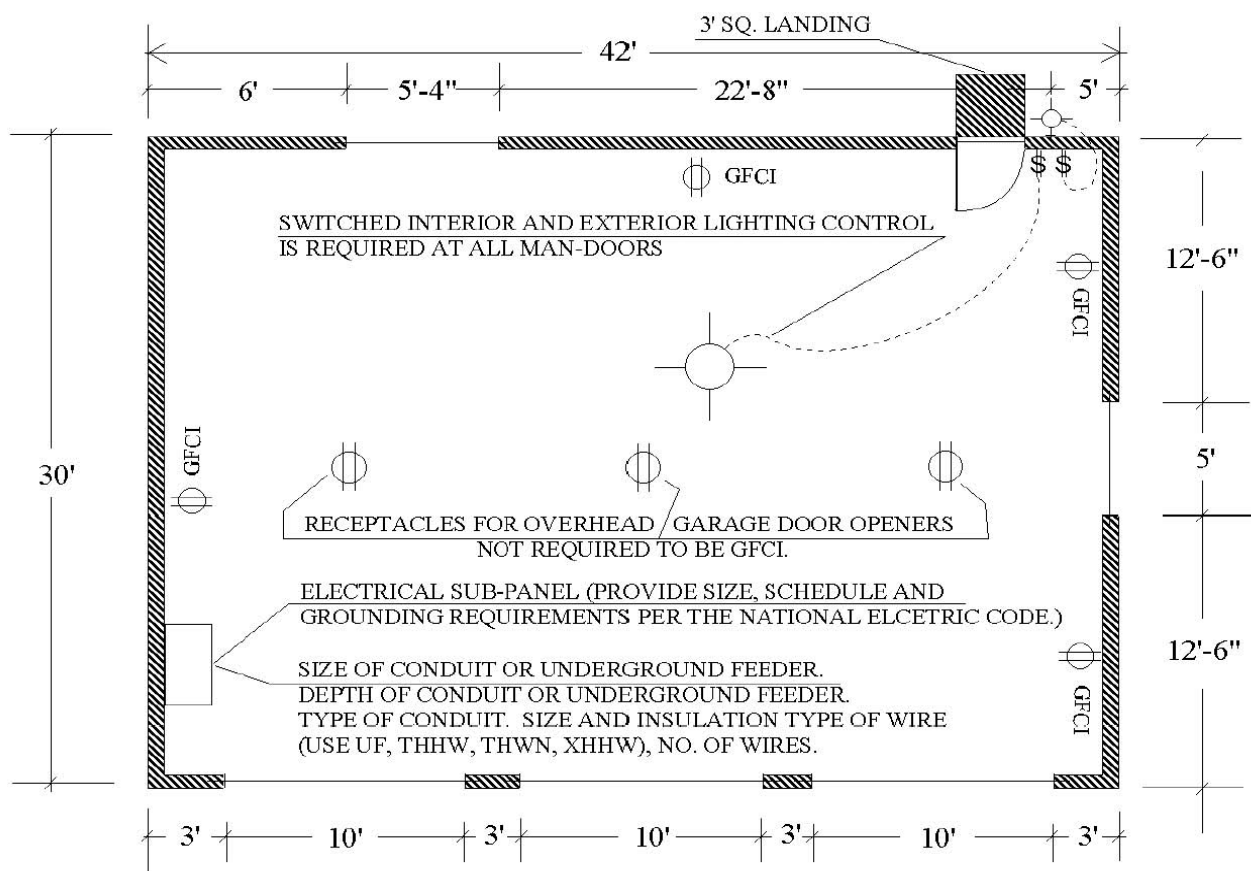 3' SQ. LANDING
42'
6'
5'-4"
22'-8"
5'
GFCI
$ $
SWITCHED INTERIOR AND EXTERIOR LIGHTING CONTROL
IS REQUIRED AT ALL MAN-DOORS
12'-6"
GFCI
30'
GFCI
5'
RECEPTACLES FOR OVERHEAD GARAGE DOOR OPENERS
NOT REQUIRED TO BE GFCI.
ELECTRICAL SUB-PANEL (PROVIDE SIZE, SCHEDULE AND
GROUNDING REQUIREMENTS PER THE NATIONAL ELCETRIC CODE.)
12'-6"
GFCI
SIZE OF CONDUIT OR UNDERGROUND FEEDER.
DEPTH OF CONDUIT OR UNDERGROUND FEEDER.
TYPE OF CONDUIT. SIZE AND INSULATION TYPE OF WIRE
(USE UF, THHW, THWN, XHHW), NO. OF WIRES.
3'
10'
3'
10'
3'
10'
3'